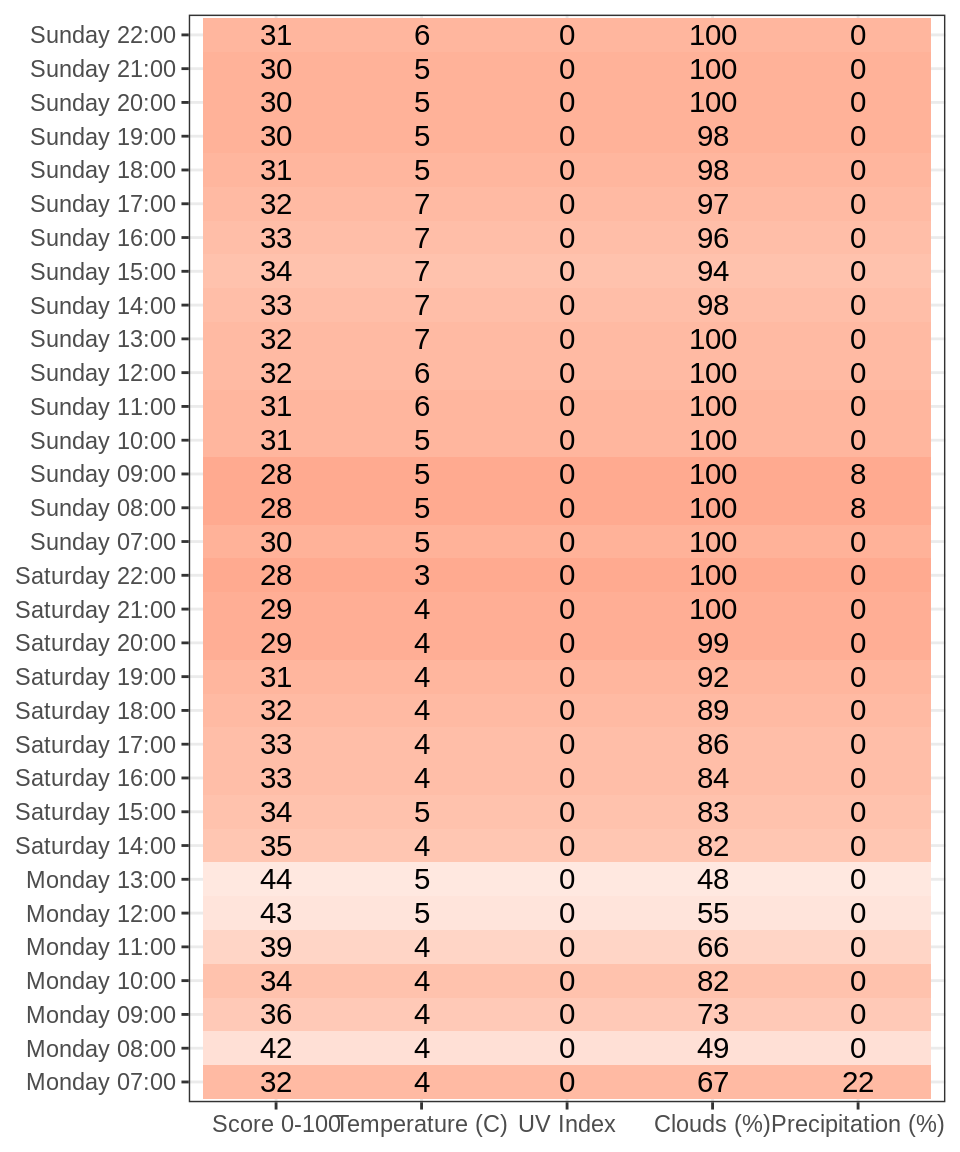 Sunday 22:00 31 6 0 100 0
Sunday 21:00 30 5 0 100 0
Sunday 20:00 30 5 0 100 0
Sunday 19:00 30 5 0 98 0
Sunday 18:00 31 5 0 98 0
Sunday 17:00 32 7 0 97 0
Sunday 16:00 33 7 0 96 0
Sunday 15:00 34 7 0 94 0
Sunday 14:00 33 7 0 98 0
Sunday 13:00 32 7 0 100 0
Sunday 12:00 32 6 0 100 0
Sunday 11:00 31 6 0 100 0
Sunday 10:00 31 5 0 100 0
Sunday 09:00 28 5 0 100 8
Sunday 08:00 28 5 0 100 8
Sunday 07:00 30 5 0 100 0
Saturday 22:00 28 3 0 100 0
Saturday 21:00 29 4 0 100 0
Saturday 20:00 29 4 0 99 0
Saturday 19:00 31 4 0 92 0
Saturday 18:00 32 4 0 89 0
Saturday 17:00 33 4 0 86 0
Saturday 16:00 33 4 0 84 0
Saturday 15:00 34 5 0 83 0
Saturday 14:00 35 4 0 82 0
Monday 13:00 44 5 0 48 0
Monday 12:00 43 5 0 55 0
Monday 11:00 39 4 0 66 0
Monday 10:00 34 4 0 82 0
Monday 09:00 36 4 0 73 0
Monday 08:00 42 4 0 49 0
Monday 07:00 32 4 0 67 22
Score 0-100 Temperature (C) UV Index Clouds (%) Precipitation (%)